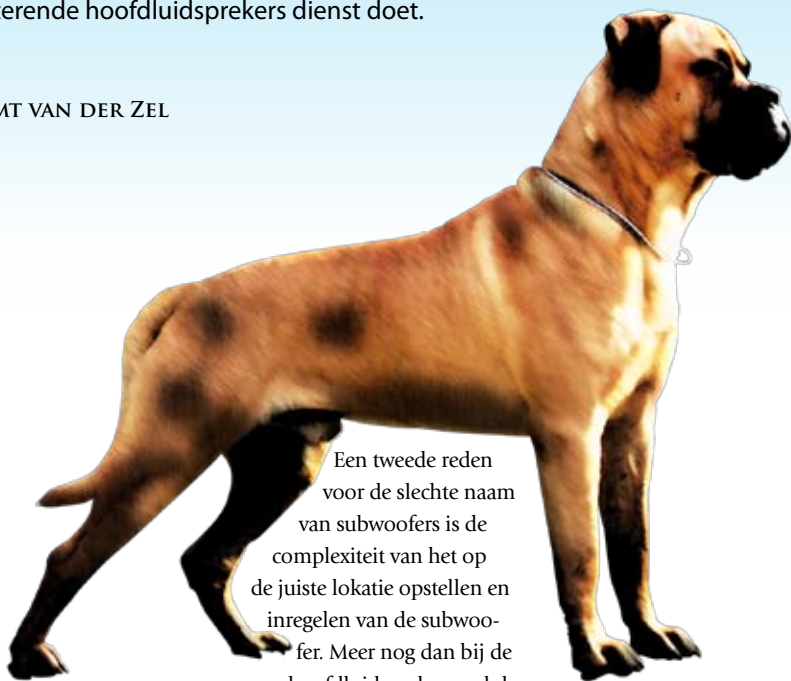 erende hoofdluidsprekers dienst doet.
MT VAN DER ZEL
Een tweede reden
voor de slechte naam
van subwoofers is de
complexiteit van het op
de juiste lokatie opstellen en
inregelen van de subwoo-
fer. Meer nog dan bij de